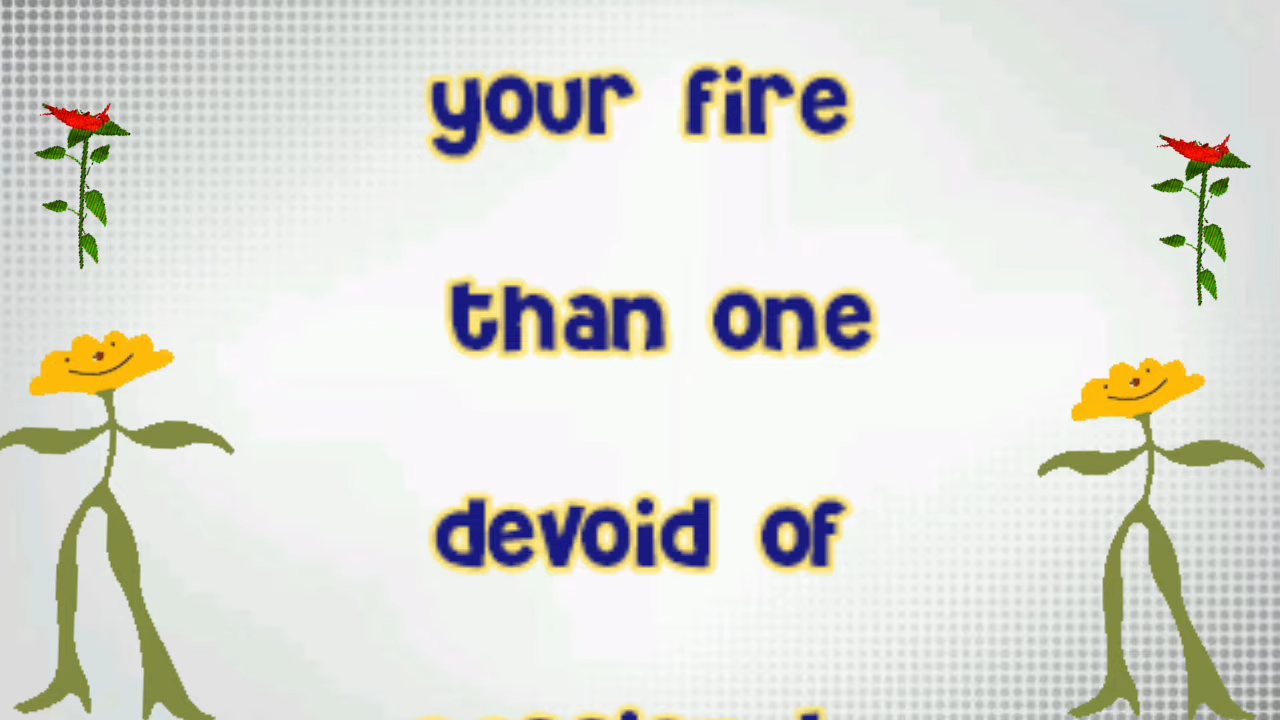 your fire
than one
devoid of